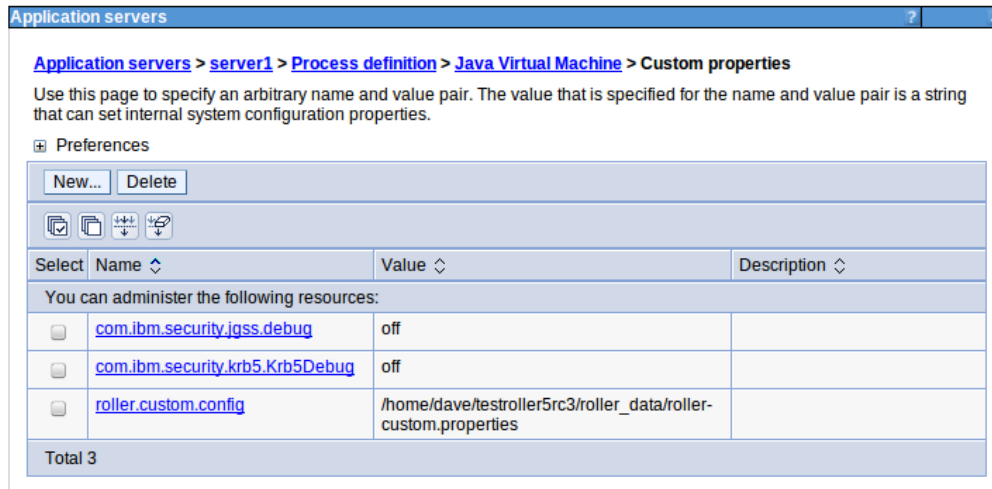 Application servers ?
Application servers > server1 > Process definition > Java Virtual Machine > Custom properties
Use this page to specify an arbitrary name and value pair. The value that is specified for the name and value pair is a string
that can set internal system configuration properties.
Preferences
New... Delete
Select Name Value Description
You can administer the following resources:
com.ibm.security.jgss.debug off
com.ibm.security.krb5.Krb5Debug off
roller.custom.config /home/dave/testroller5rc3/roller_data/roller-
custom.properties
Total 3